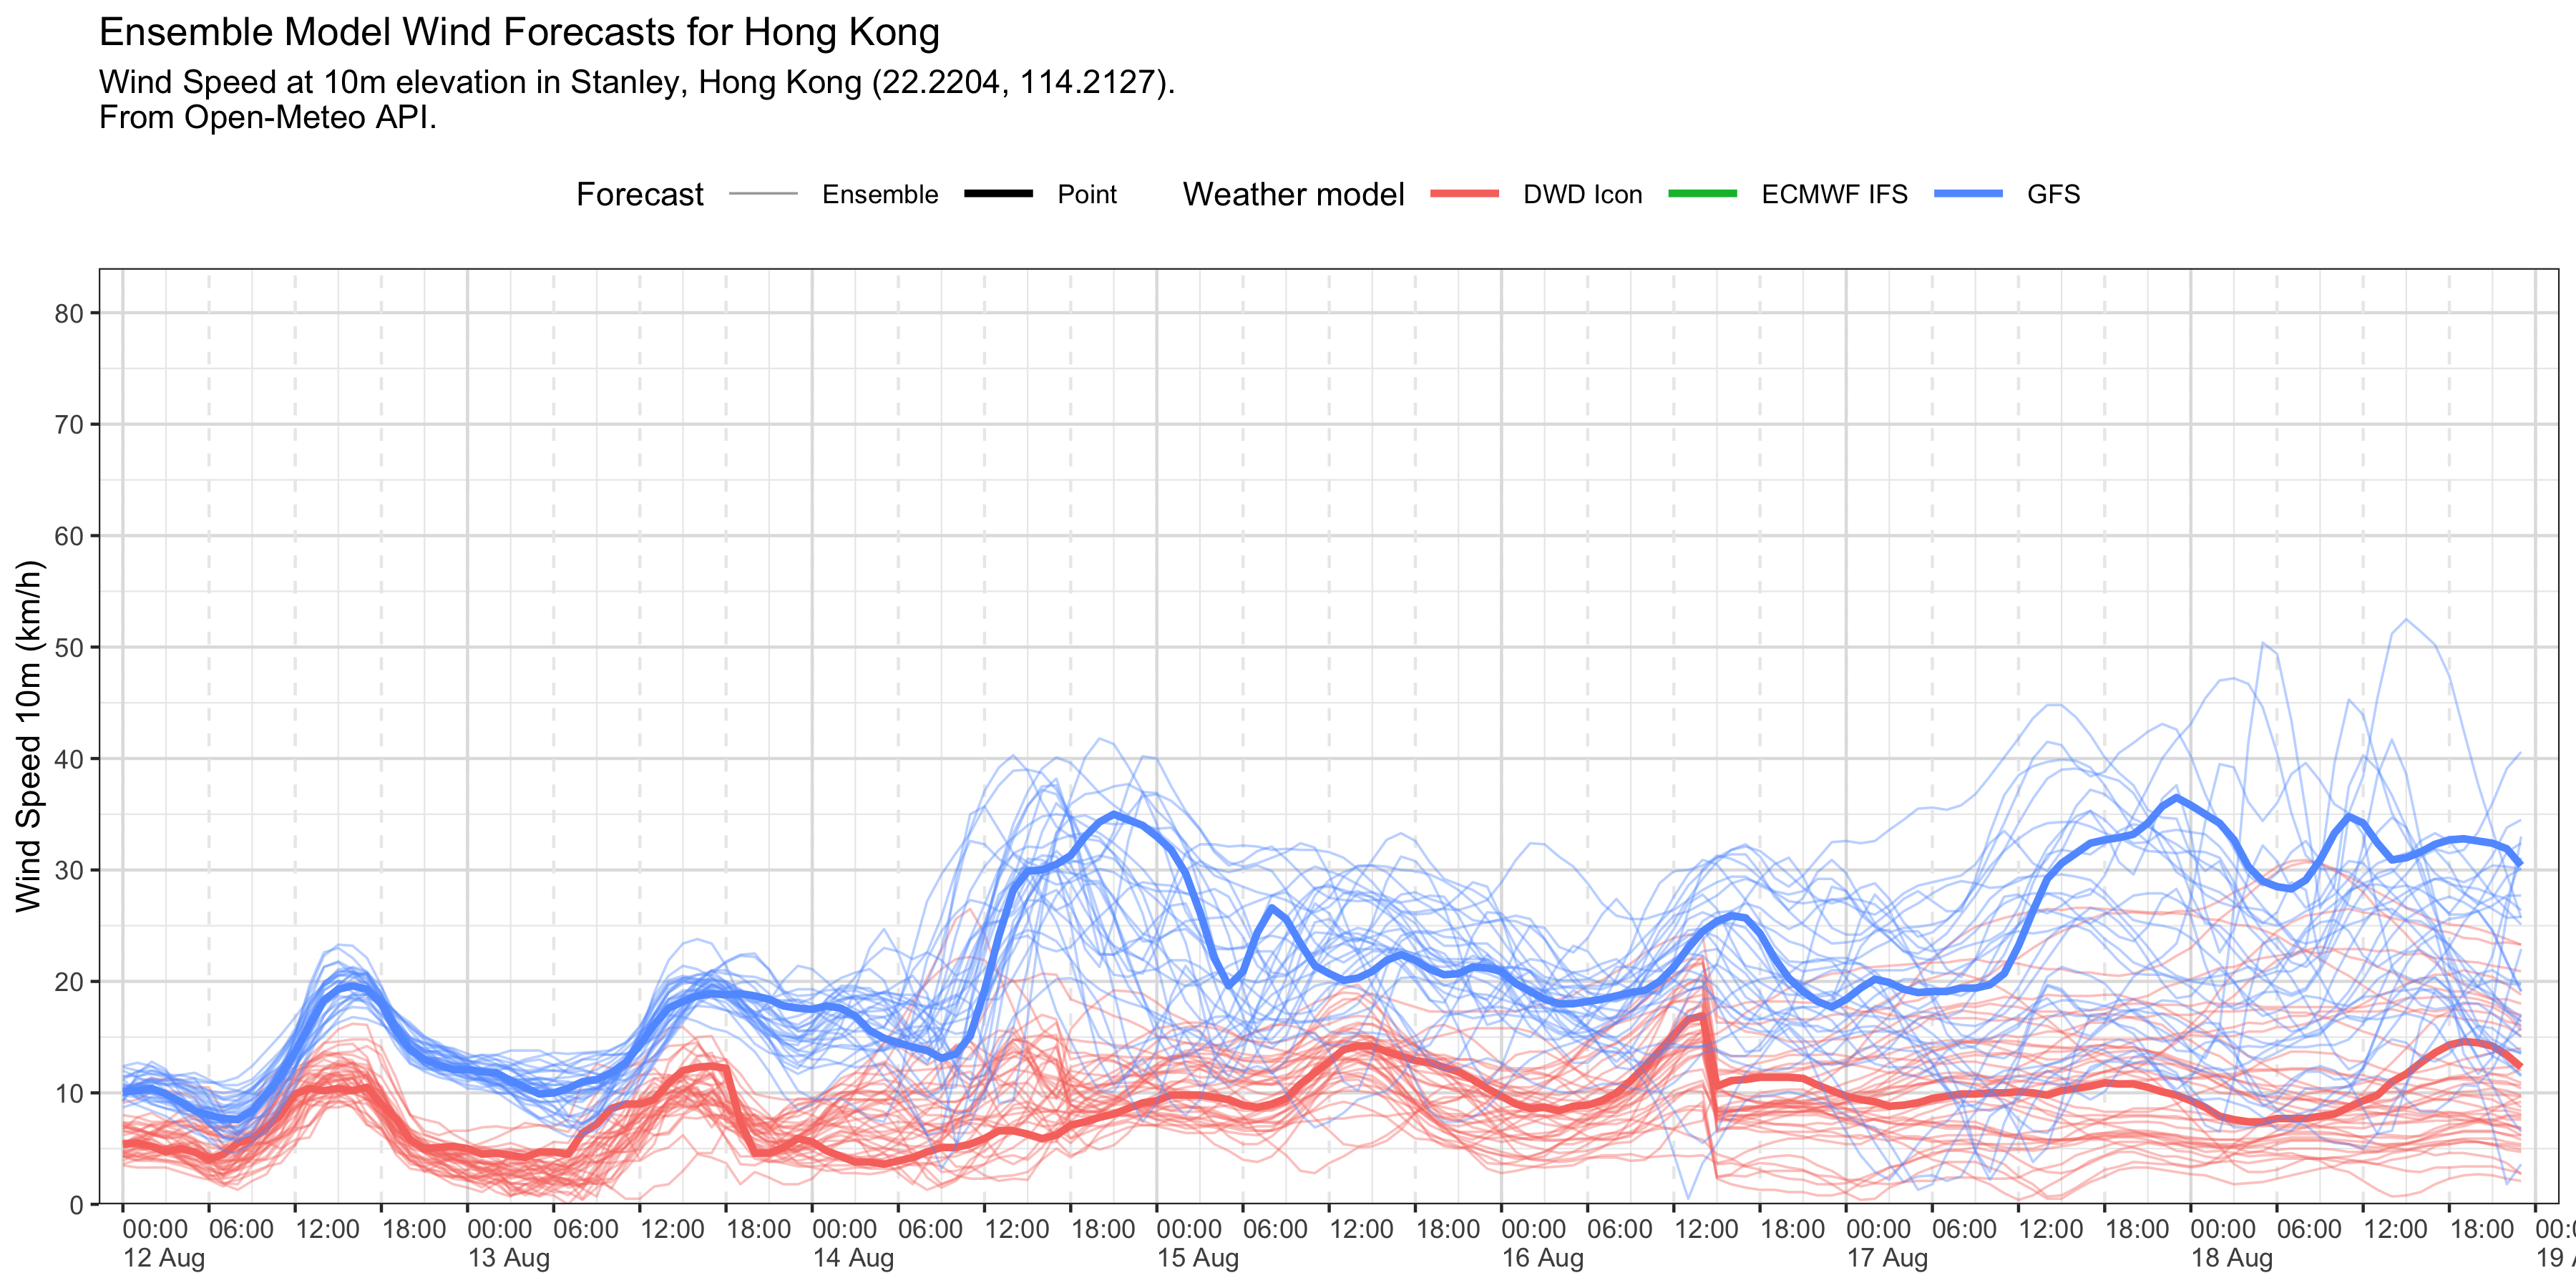 Ensemble Model Wind Forecasts for Hong Kong
Wind Speed at 10m elevation in Stanley, Hong Kong (22.2204, 114.2127).
From Open-Meteo API.
Forecast Ensemble Point Weather model DWD Icon ECMWF IFS GFS
Wind Speed 10m (km/h)
80
70
60
50
40
30
20
10
0
00:00 06:00 12:00 18:00 00:00 06:00 12:00 18:00 00:00 06:00 12:00 18:00 00:00 06:00 12:00 18:00 00:00 06:00 12:00 18:00 00:00 06:00 12:00 18:00 00:00 06:00 12:00 18:00 00:0
12 Aug 13 Aug 14 Aug 15 Aug 16 Aug 17 Aug 18 Aug 19